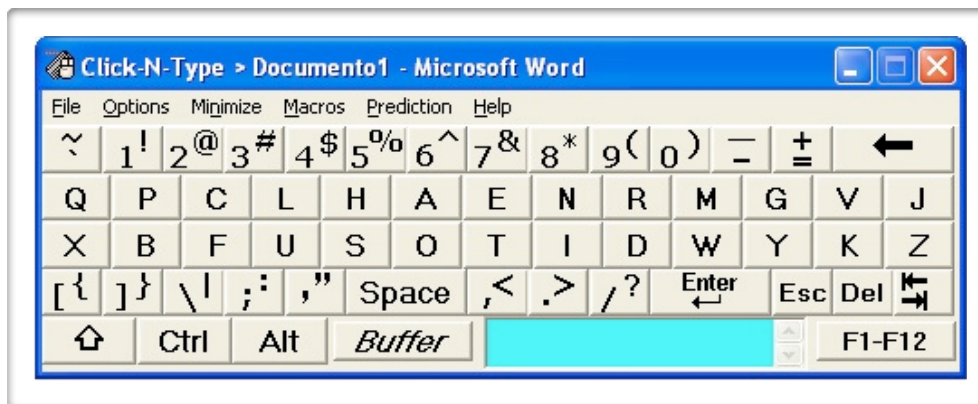 Click-N-Type > Documento1 - Microsoft Word
File Options Minimize Macros Prediction Help
~ ` 1 ! 2 @ 3 # 4 $ 5 % 6 ^ 7 & 8 * 9 ( 0 ) _ - + =
Q P C L H A E N R M G V J
X B F U S O T I D W Y K Z
[ { ] } \ | ; : , " Space , < . > / ? Enter Esc Del
Ctrl Alt Buffer F1-F12